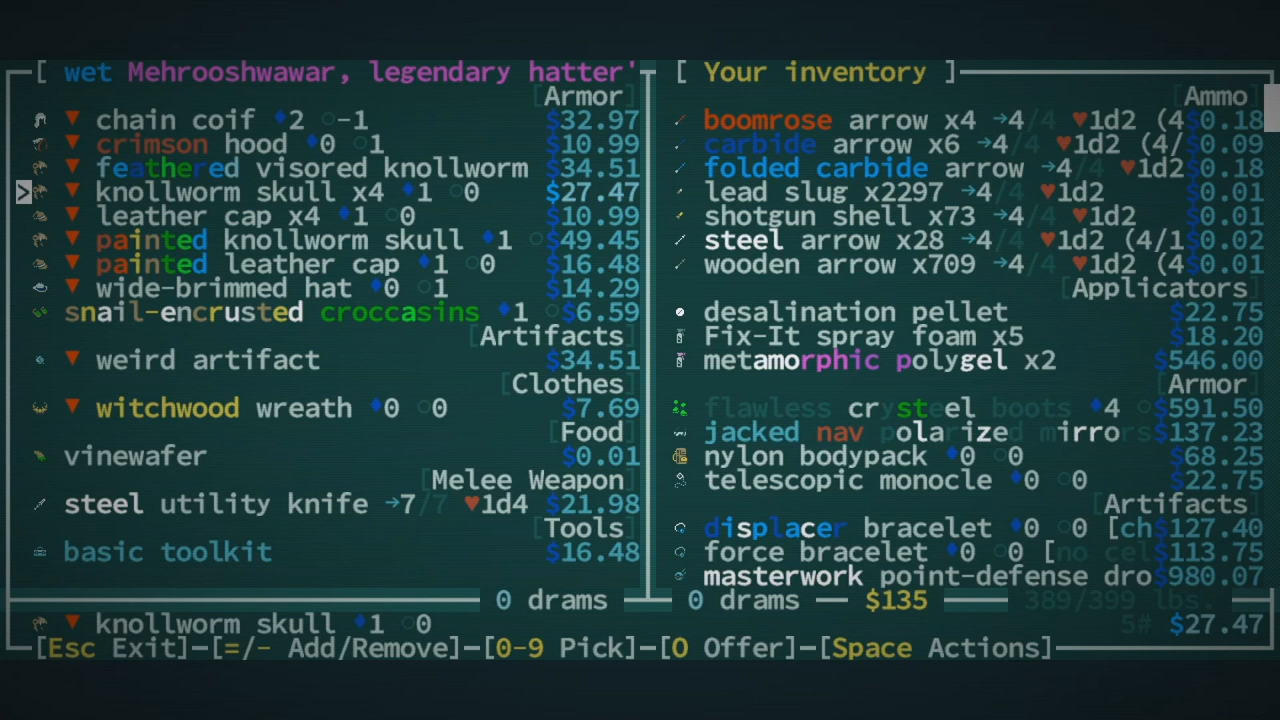 [ wet Mehrooshwawar, legendary hatter'
[Armor]
▼ chain coif ♦2 ○-1 $32.97
▼ crimson hood ♦0 ○1 $10.99
▼ feathered visored knollworm $34.51
> ▼ knollworm skull x4 ♦1 ○0 $27.47
▼ leather cap x4 ♦1 ○0 $10.99
▼ painted knollworm skull ♦1 ○ $49.45
▼ painted leather cap ♦1 ○0 $16.48
▼ wide-brimmed hat ♦0 ○1 $14.29
snail-encrusted croccasins ♦1 ○ $6.59
[Artifacts]
▼ weird artifact $34.51
[Clothes]
▼ witchwood wreath ♦0 ○0 $7.69
[Food]
vinewafer $0.01
[Melee Weapon]
steel utility knife →7/7 ♥1d4 $21.98
[Tools]
basic toolkit $16.48
0 drams
[ Your inventory ]
[Ammo]
boomrose arrow x4 →4/4 ♥1d2 (4 $0.18
carbide arrow x6 →4/4 ♥1d2 (4/ $0.09
folded carbide arrow →4/4 ♥1d2 $0.18
lead slug x2297 →4/4 ♥1d2 $0.01
shotgun shell x73 →4/4 ♥1d2 $0.01
steel arrow x28 →4/4 ♥1d2 (4/1 $0.02
wooden arrow x709 →4/4 ♥1d2 (4 $0.01
[Applicators]
desalination pellet $22.75
Fix-It spray foam x5 $18.20
metamorphic polygel x2 $546.00
[Armor]
flawless crysteel boots ♦4 ○ $591.50
jacked nav polarized mirrors $137.23
nylon bodypack ♦0 ○0 $68.25
telescopic monocle ♦0 ○0 $22.75
[Artifacts]
displacer bracelet ♦0 ○0 [ch $127.40
force bracelet ♦0 ○0 [no cel $113.75
masterwork point-defense dro $980.07
0 drams — $135 389/399 lbs.
▼ knollworm skull ♦1 ○0 5# $27.47
[Esc Exit]—[=/- Add/Remove]—[0-9 Pick]—[O Offer]—[Space Actions]